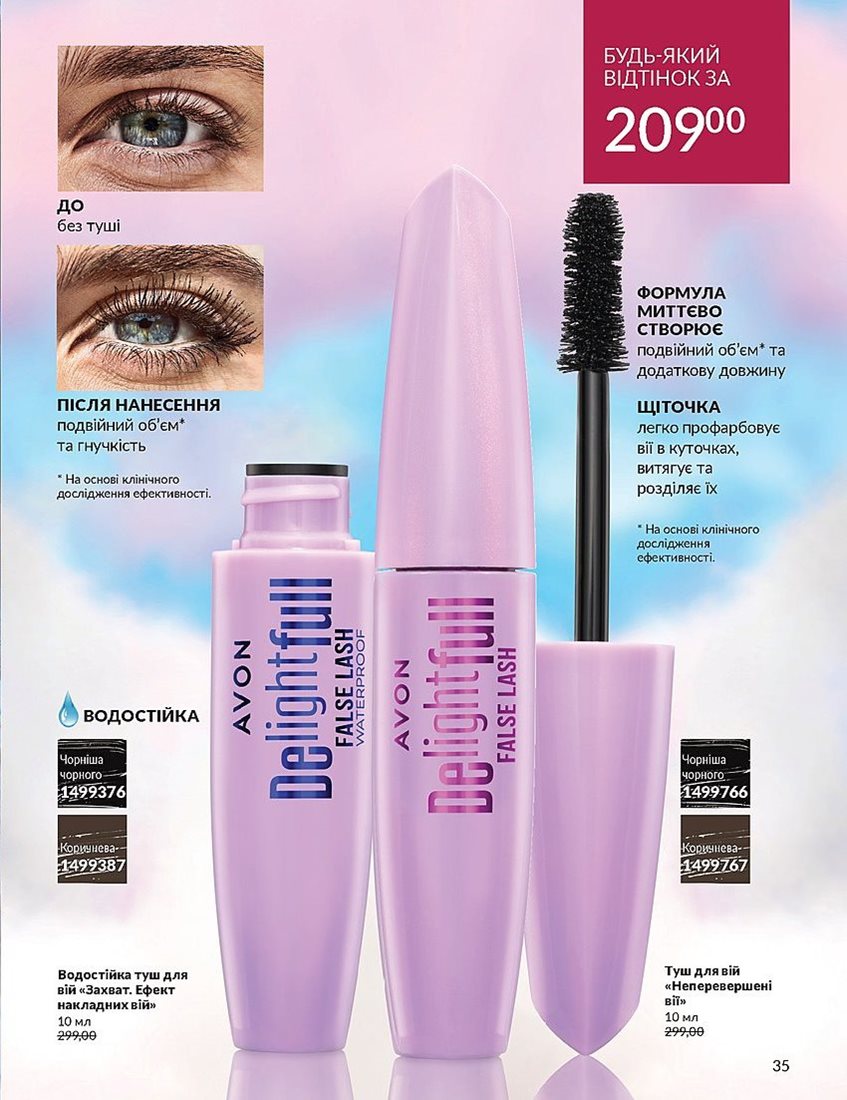 БУДЬ-ЯКИЙ
ВІДТІНОК ЗА
209⁰⁰
ДО
без туші
ПІСЛЯ НАНЕСЕННЯ
подвійний об’єм*
та гнучкість
* На основі клінічного
дослідження ефективності.
ФОРМУЛА
МИТТЄВО
СТВОРЮЄ
подвійний об’єм* та
додаткову довжину
ЩІТОЧКА
легко профарбовує
вії в куточках,
витягує та
розділяє їх
* На основі клінічного
дослідження
ефективності.
AVON
Delightfull
FALSE LASH
WATERPROOF
AVON
Delightfull
FALSE LASH
ВОДОСТІЙКА
Чорніша
чорного
1499376
Коричнева
1499387
Чорніша
чорного
1499766
Коричнева
1499767
Водостійка туш для
вій «Захват. Ефект
накладних вій»
10 мл
299,00
Туш для вій
«Неперевершені
вії»
10 мл
299,00
35